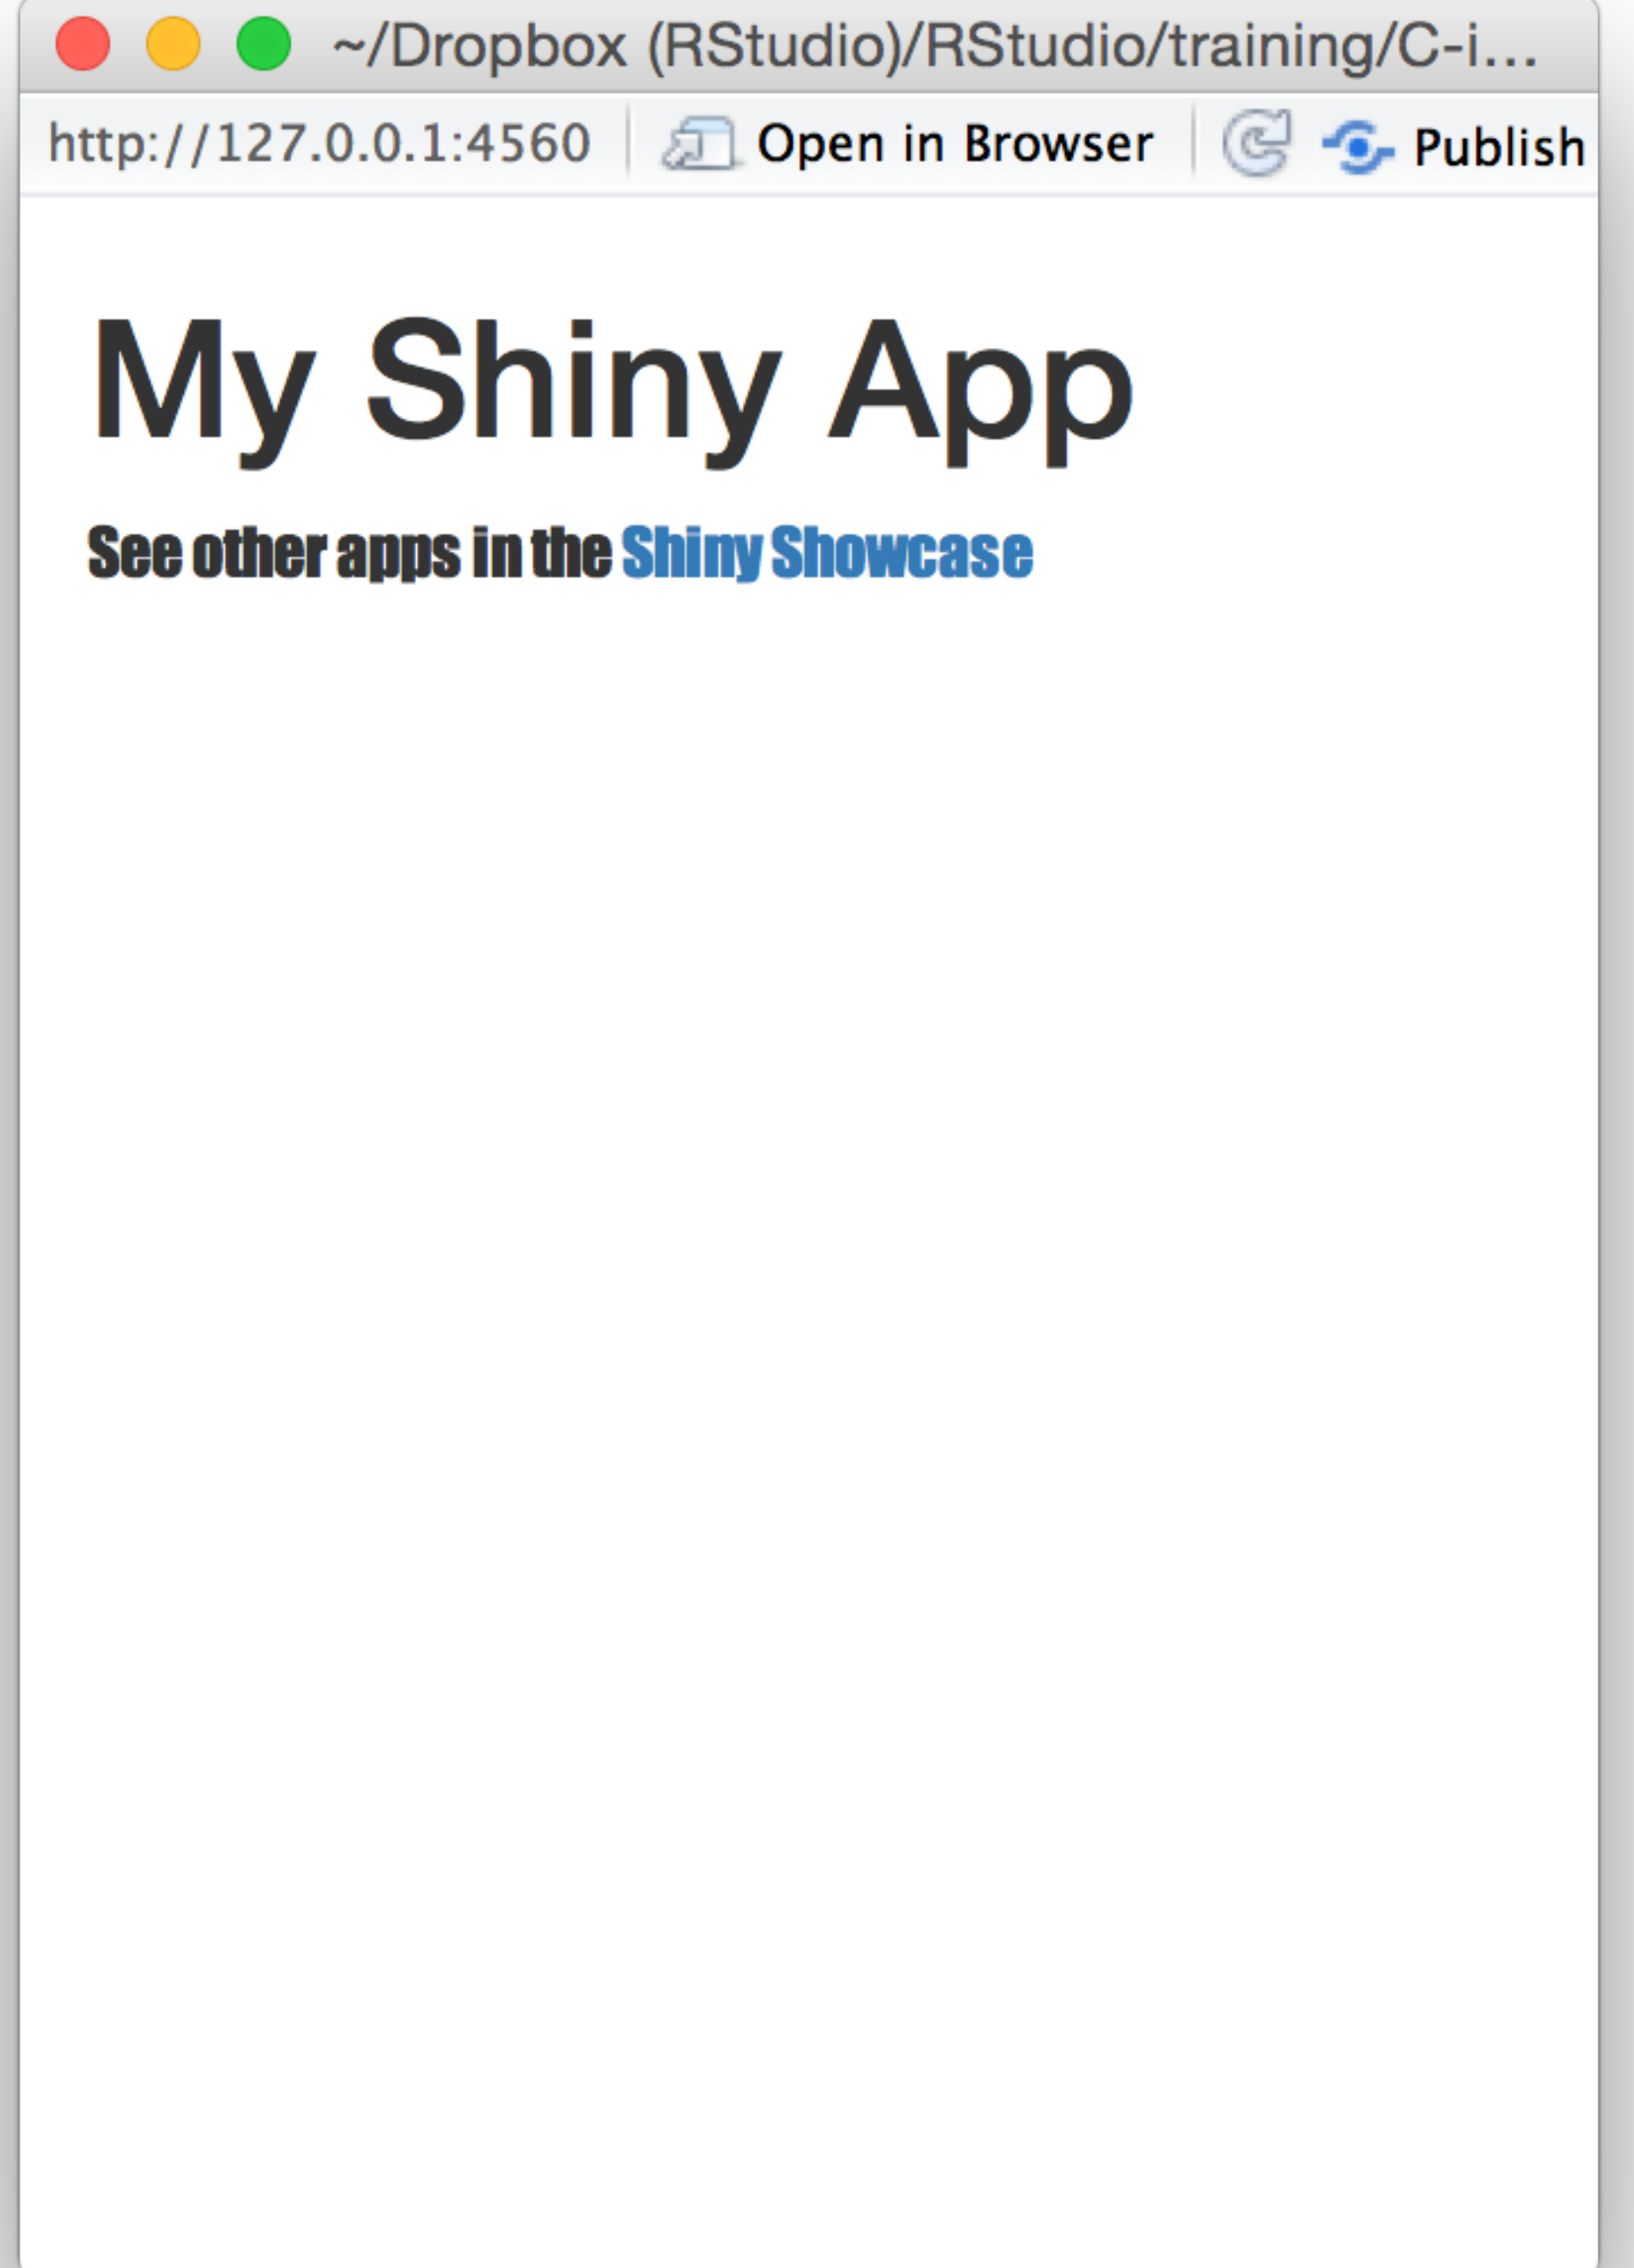 ~/Dropbox (RStudio)/RStudio/training/C-i...
http://127.0.0.1:4560 Open in Browser Publish
My Shiny App
See other apps in the Shiny Showcase